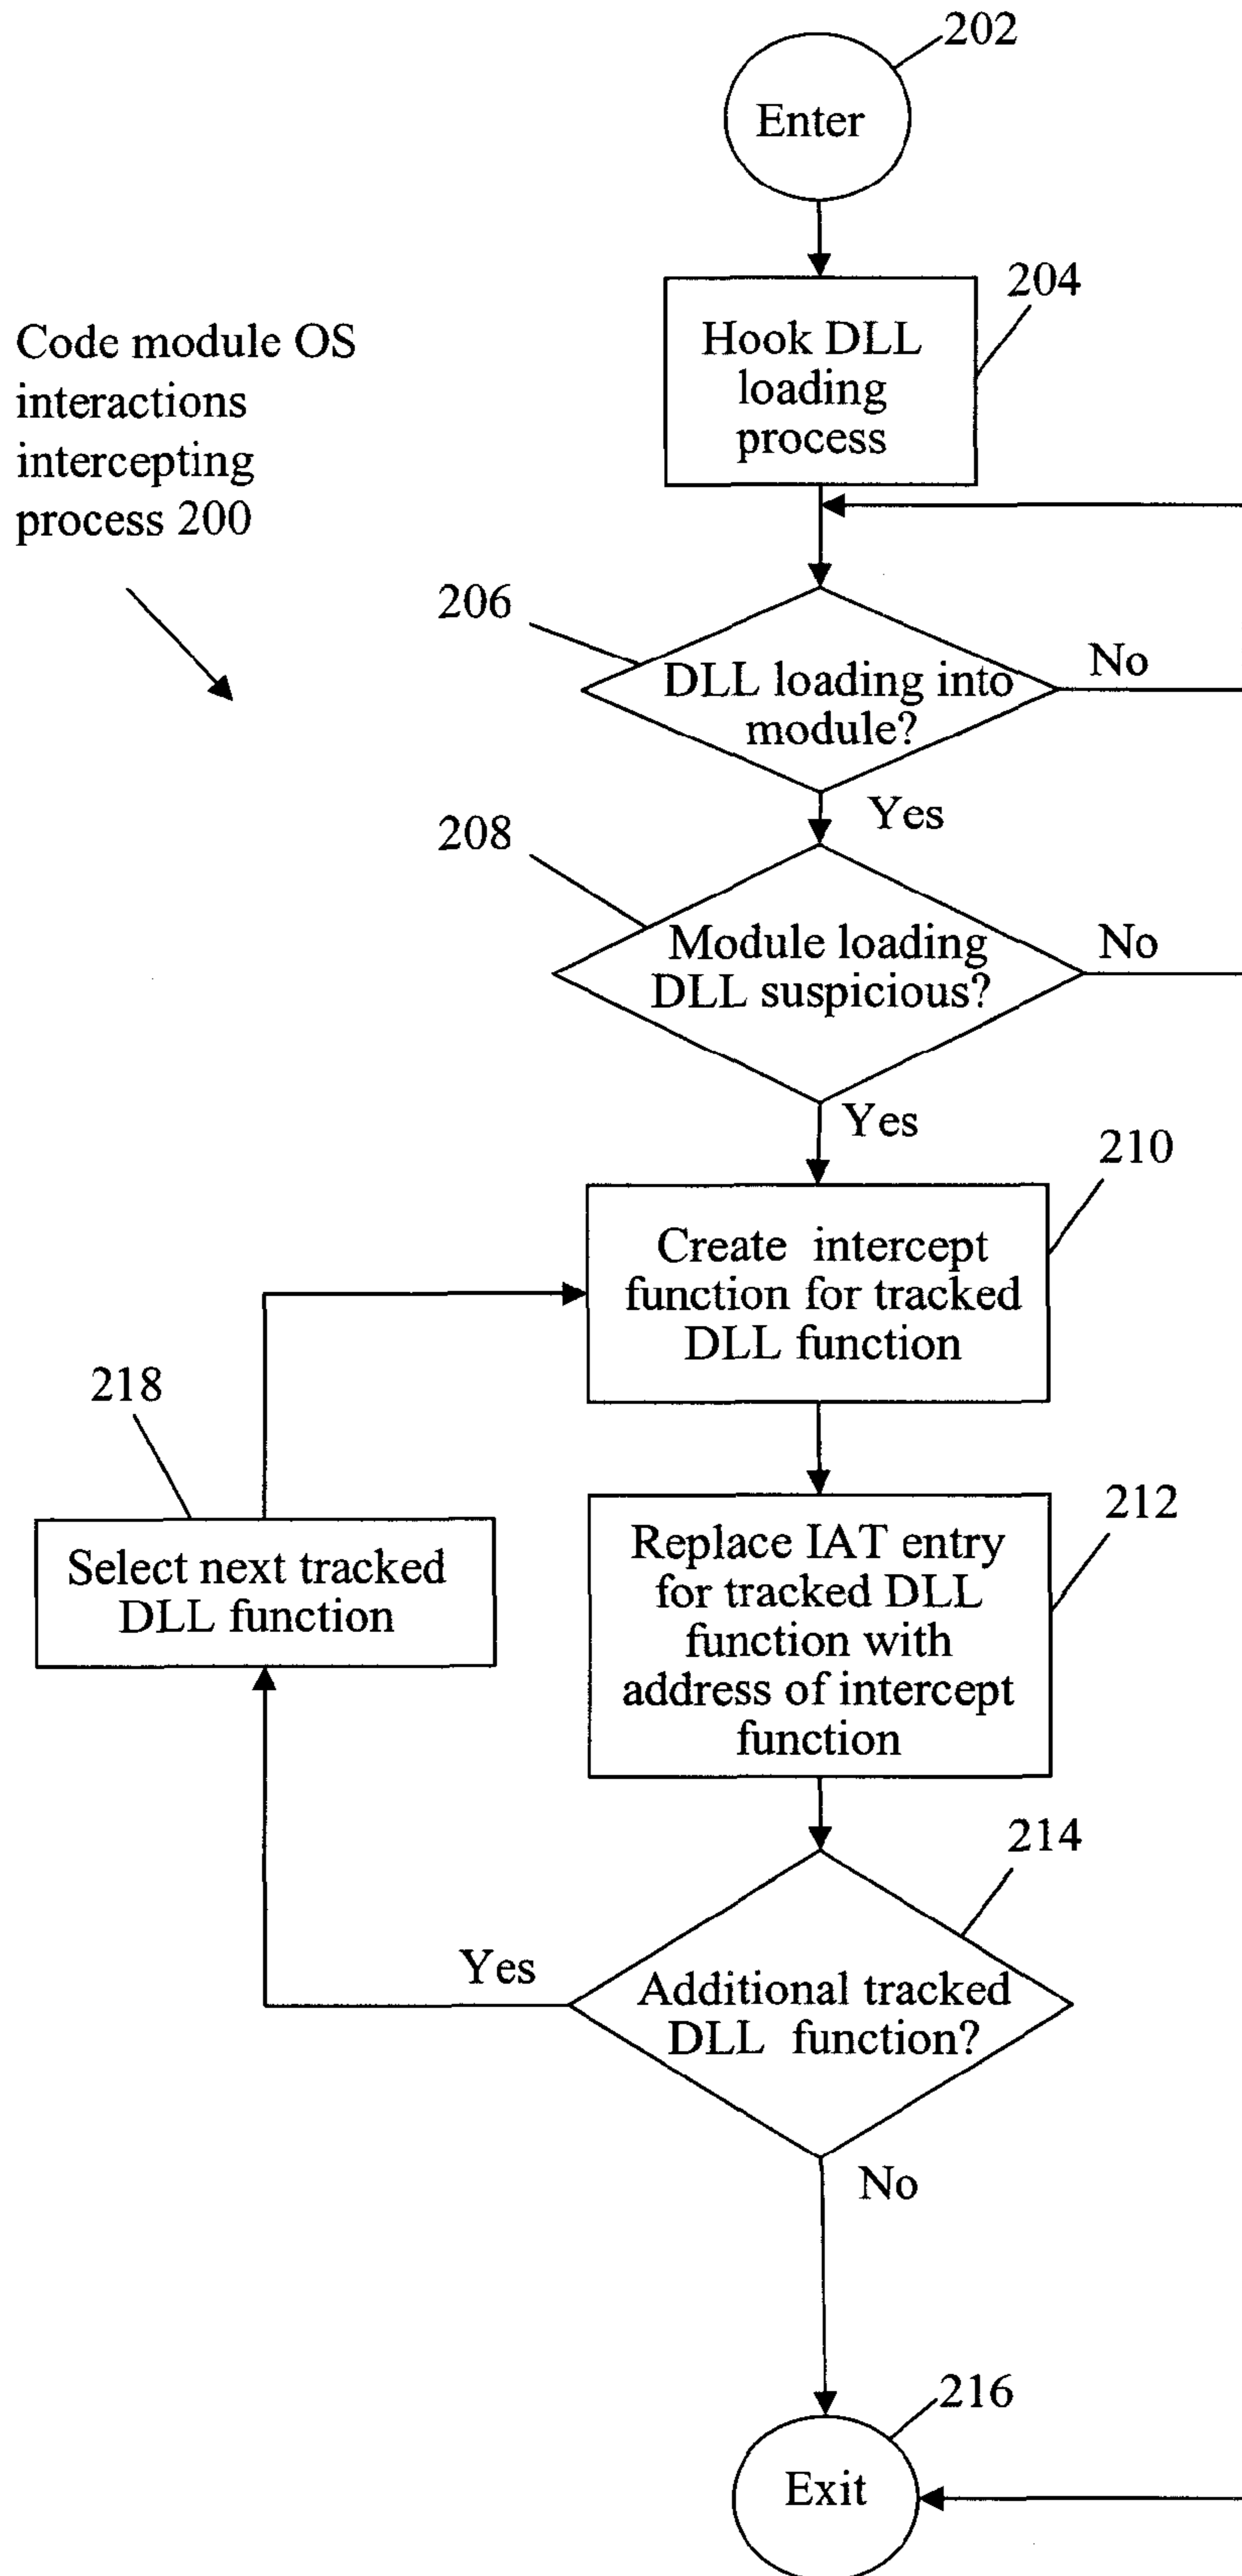 202
Enter
204
Hook DLL
loading
process
Code module OS
interactions
intercepting
process 200
206
DLL loading into
module?
No
Yes
208
Module loading
DLL suspicious?
No
Yes
210
Create intercept
function for tracked
DLL function
218
Select next tracked
DLL function
212
Replace IAT entry
for tracked DLL
function with
address of intercept
function
214
Yes
Additional tracked
DLL function?
No
216
Exit